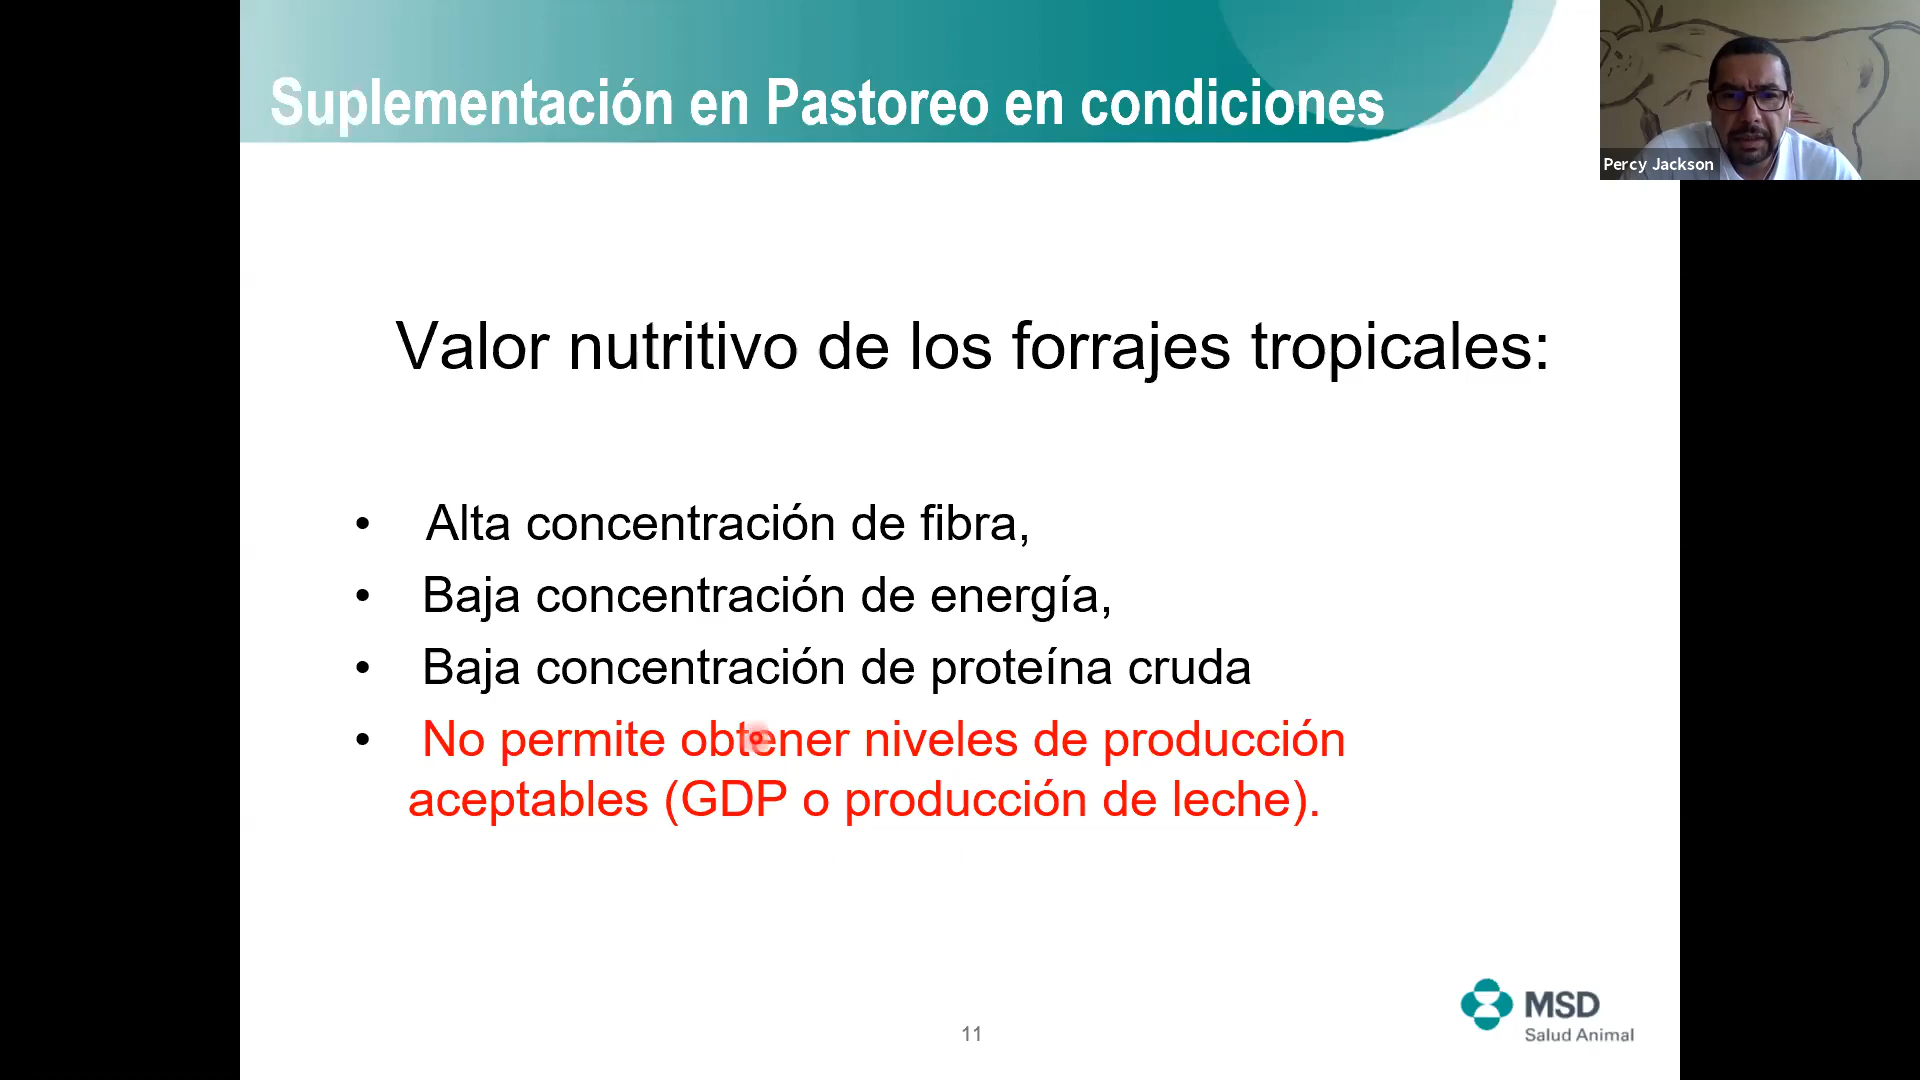 Suplementación en Pastoreo en condiciones
Percy Jackson
Valor nutritivo de los forrajes tropicales:
• Alta concentración de fibra,
• Baja concentración de energía,
• Baja concentración de proteína cruda
• No permite obtener niveles de producción
aceptables (GDP o producción de leche).
MSD
Salud Animal
11